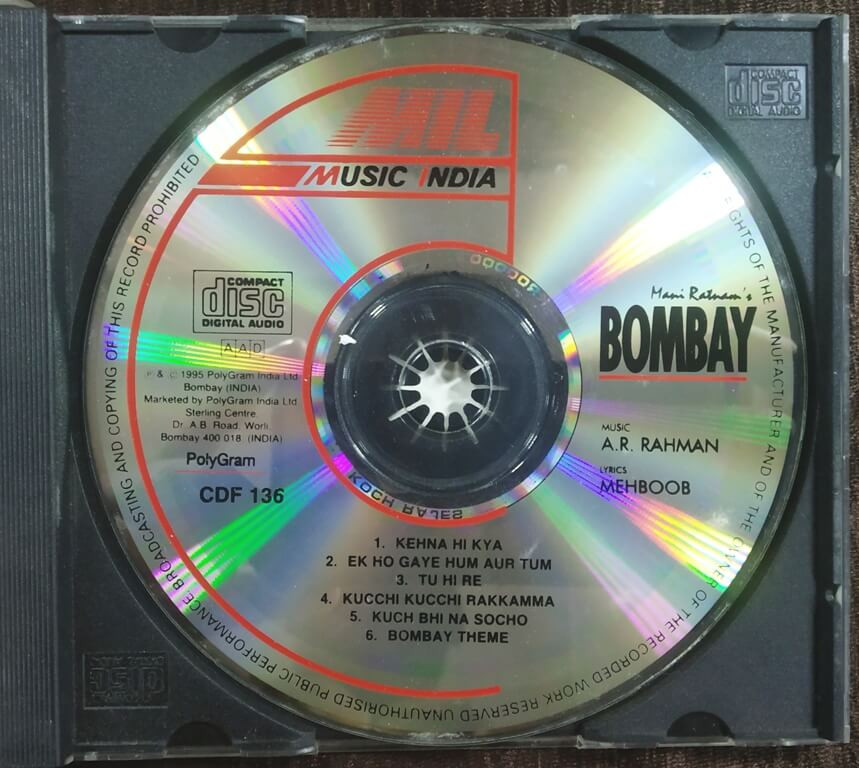 MIL
MUSIC INDIA
COMPACT
disc
DIGITAL AUDIO
AAD
℗ & © 1995 PolyGram India Ltd
Bombay (INDIA)
Marketed by PolyGram India Ltd
Sterling Centre.
Dr. A.B. Road. Worli.
Bombay 400 018. (INDIA)
PolyGram
CDF 136
Mani Ratnam's
BOMBAY
MUSIC
A.R. RAHMAN
LYRICS
MEHBOOB
1. KEHNA HI KYA
2. EK HO GAYE HUM AUR TUM
3. TU HI RE
4. KUCCHI KUCCHI RAKKAMMA
5. KUCH BHI NA SOCHO
6. BOMBAY THEME
RIGHTS OF THE MANUFACTURER AND OF THE OWNER OF THE RECORDED WORK RESERVED UNAUTHORISED PUBLIC PERFORMANCE BROADCASTING AND COPYING OF THIS RECORD PROHIBITED
COMPACT
disc
DIGITAL AUDIO
COMPACT
disc
DIGITAL AUDIO